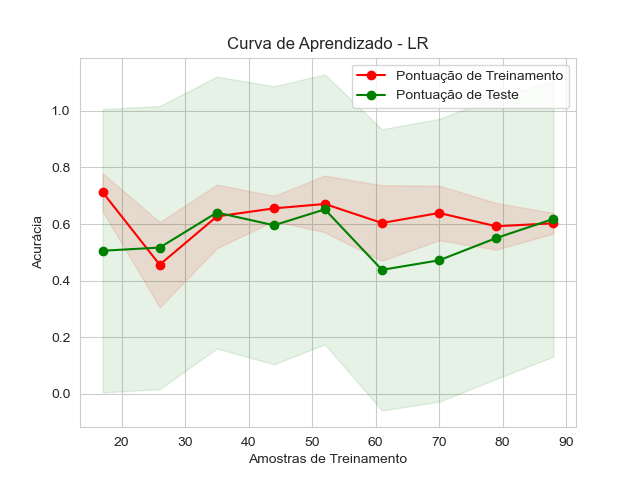 Curva de Aprendizado - LR
Pontuação de Treinamento
Pontuação de Teste
Acurácia
1.0
0.8
0.6
0.4
0.2
0.0
20 30 40 50 60 70 80 90
Amostras de Treinamento